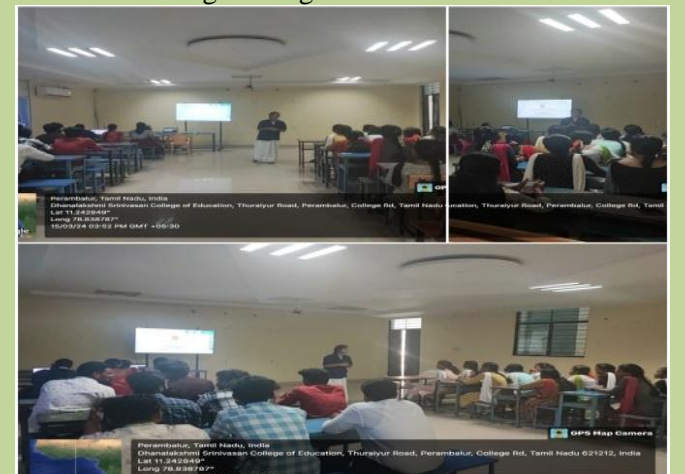 Perambalur, Tamil Nadu, India
Dhanalakshmi Srinivasan College of Education, Thuraiyur Road, Perambalur, College Rd, Tamil Nadu
Lat 11.242849°
Long 78.838787°
15/03/24 03:52 PM GMT +05:30
ucation, Thuraiyur Road, Perambalur, College Rd, Tamil
GPS Map Camera
Perambalur, Tamil Nadu, India
Dhanalakshmi Srinivasan College of Education, Thuraiyur Road, Perambalur, College Rd, Tamil Nadu 621212, India
Lat 11.242849°
Long 78.838787°